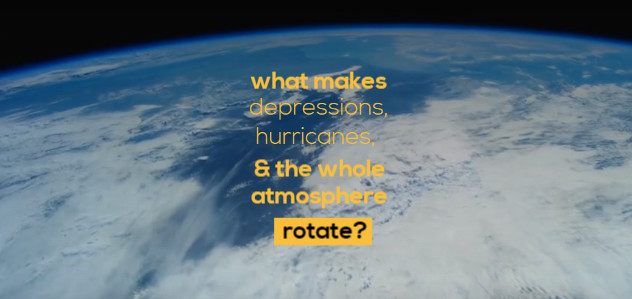 what makes
depressions,
hurricanes,
& the whole
atmosphere
rotate?